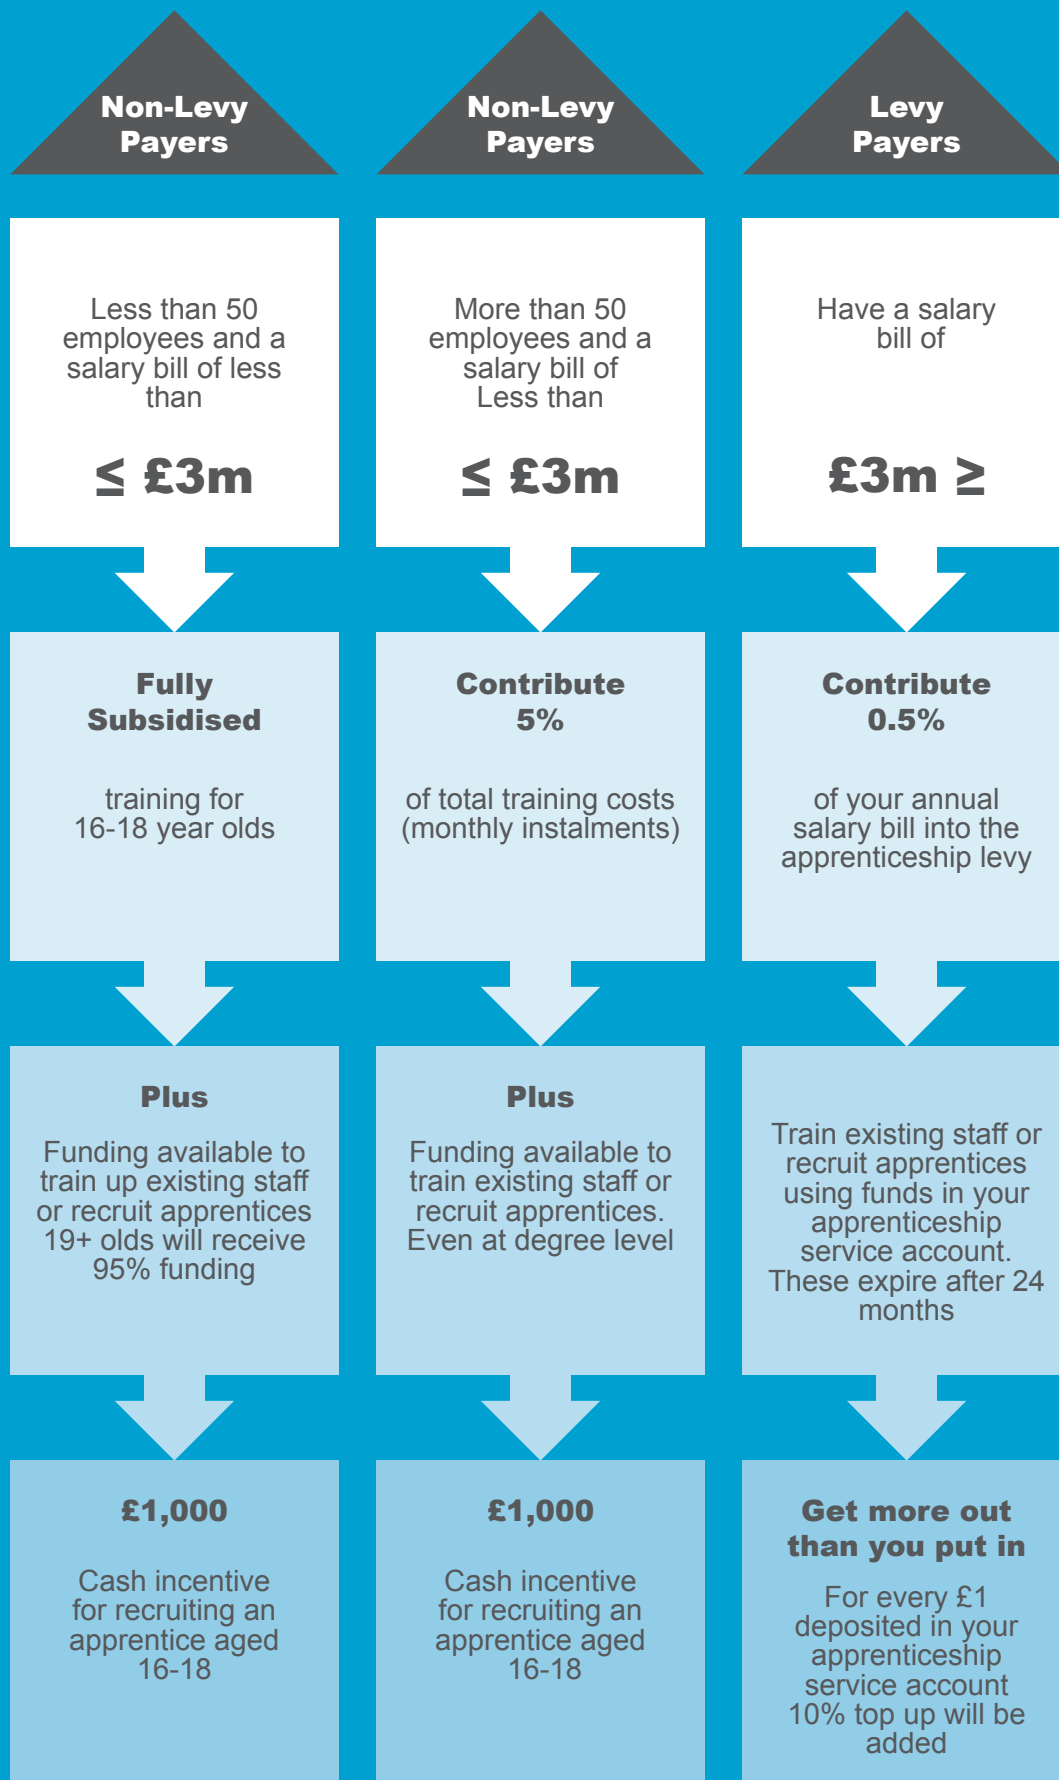 Non-Levy
Payers
Less than 50
employees and a
salary bill of less
than
≤ £3m
Fully
Subsidised
training for
16-18 year olds
Plus
Funding available to
train up existing staff
or recruit apprentices
19+ olds will receive
95% funding
£1,000
Cash incentive
for recruiting an
apprentice aged
16-18
Non-Levy
Payers
More than 50
employees and a
salary bill of
Less than
≤ £3m
Contribute
5%
of total training costs
(monthly instalments)
Plus
Funding available to
train existing staff or
recruit apprentices.
Even at degree level
£1,000
Cash incentive
for recruiting an
apprentice aged
16-18
Levy
Payers
Have a salary
bill of
£3m ≥
Contribute
0.5%
of your annual
salary bill into the
apprenticeship levy
Train existing staff or
recruit apprentices
using funds in your
apprenticeship
service account.
These expire after 24
months
Get more out
than you put in
For every £1
deposited in your
apprenticeship
service account
10% top up will be
added